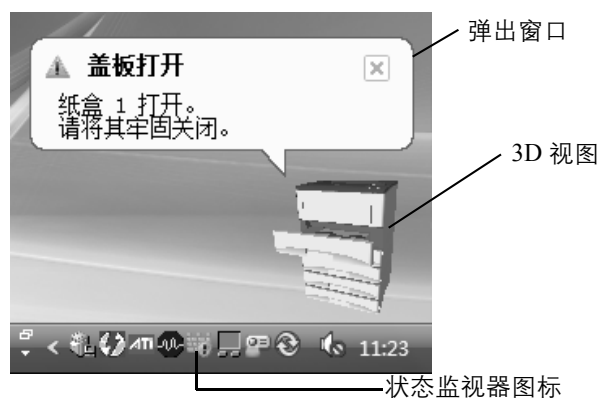 弹出窗口
盖板打开
纸盒 1 打开。
请将其牢固关闭。
3D 视图
ATI
11:23
状态监视器图标